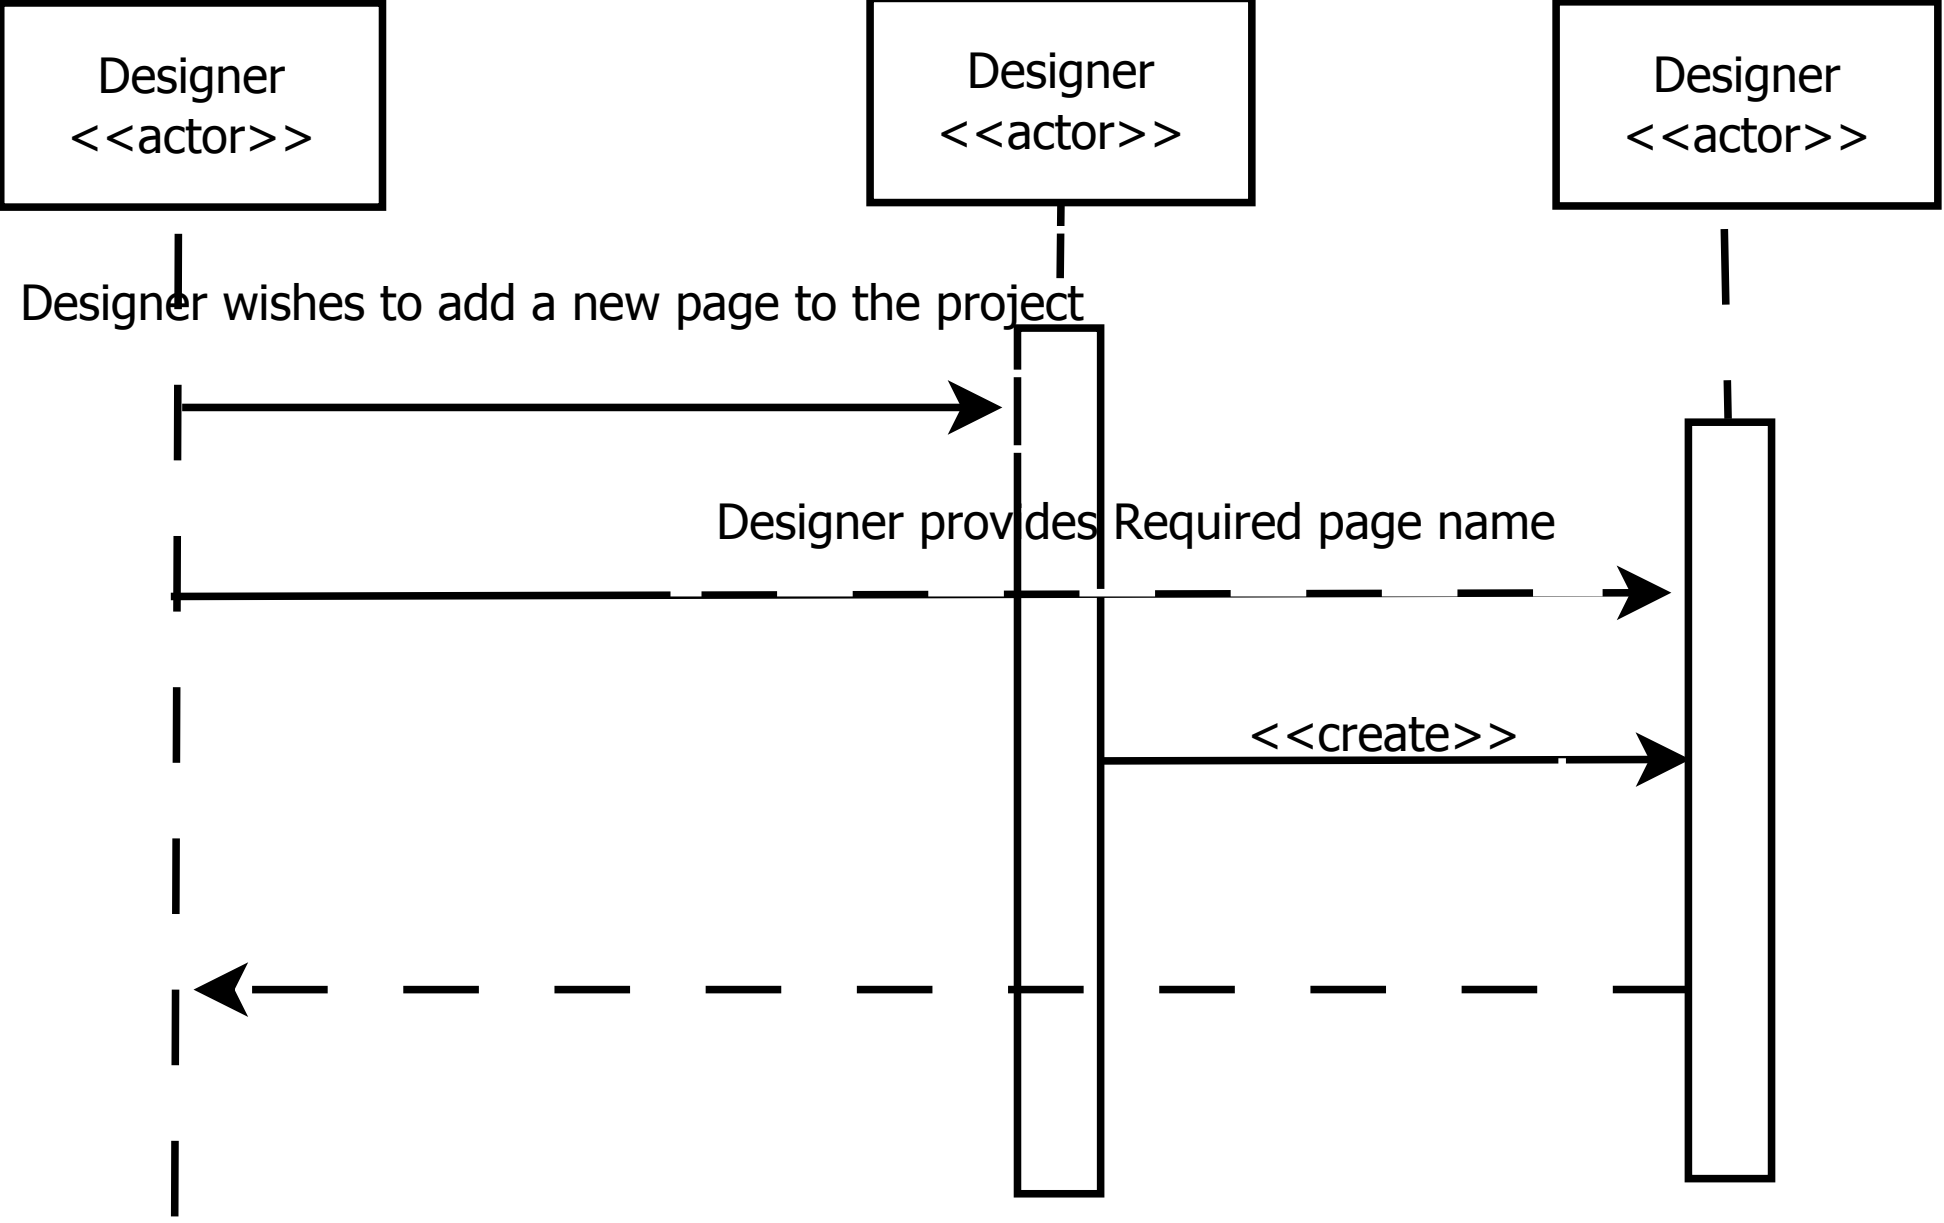 Designer
<<actor>>
Designer
<<actor>>
Designer
<<actor>>
Designer wishes to add a new page to the project
Designer provides Required page name
<<create>>